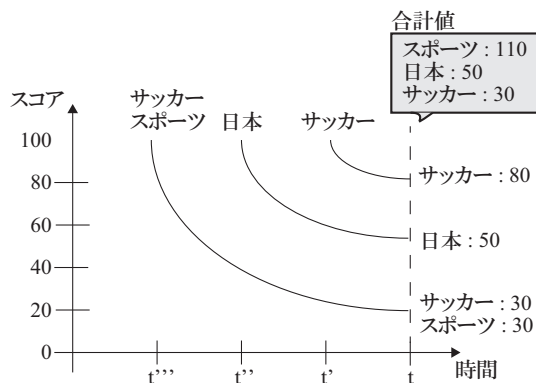 合計値
スポーツ : 110
日本 : 50
サッカー : 30
スコア
サッカー
スポーツ
日本
サッカー
100
80
60
40
20
0
サッカー : 80
日本 : 50
サッカー : 30
スポーツ : 30
t'''
t''
t'
t
時間